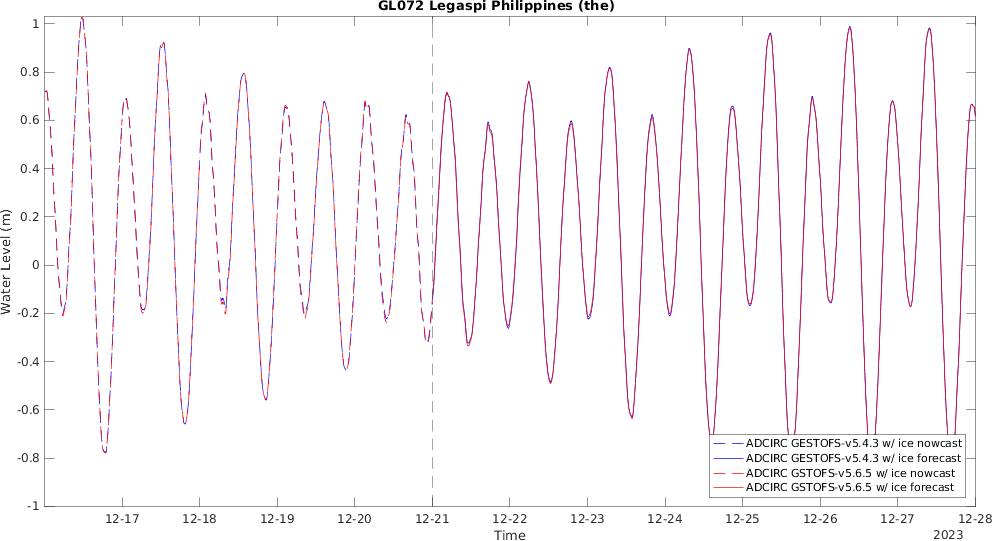 GL072 Legaspi Philippines (the)
1
0.8
0.6
0.4
0.2
0
-0.2
-0.4
-0.6
-0.8
-1
Water Level (m)
ADCIRC GESTOFS-v5.4.3 w/ ice nowcast
ADCIRC GESTOFS-v5.4.3 w/ ice forecast
ADCIRC GSTOFS-v5.6.5 w/ ice nowcast
ADCIRC GSTOFS-v5.6.5 w/ ice forecast
12-17 12-18 12-19 12-20 12-21 12-22 12-23 12-24 12-25 12-26 12-27 12-28
Time
2023